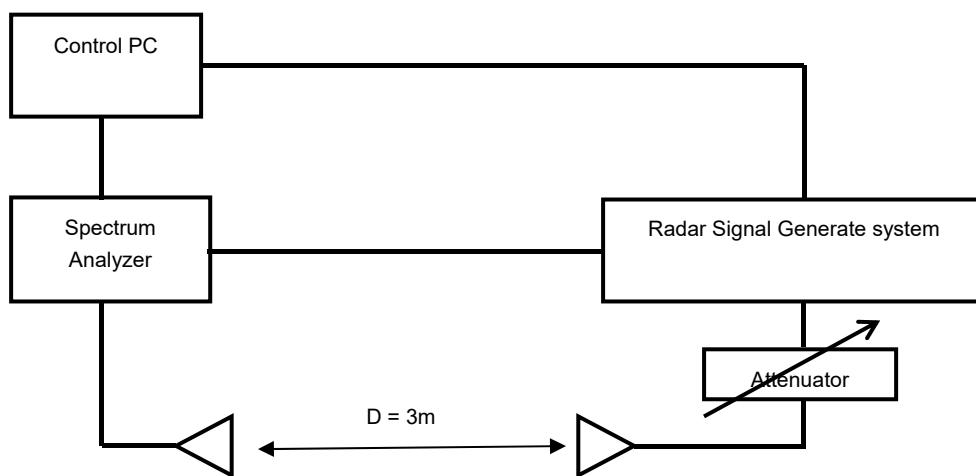 Control PC
Spectrum
Analyzer
Radar Signal Generate system
Attenuator
D = 3m